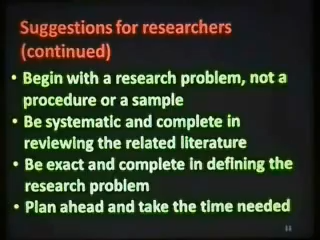 Suggestions for researchers
(continued)
• Begin with a research problem, not a
procedure or a sample
• Be systematic and complete in
reviewing the related literature
• Be exact and complete in defining the
research problem
• Plan ahead and take the time needed